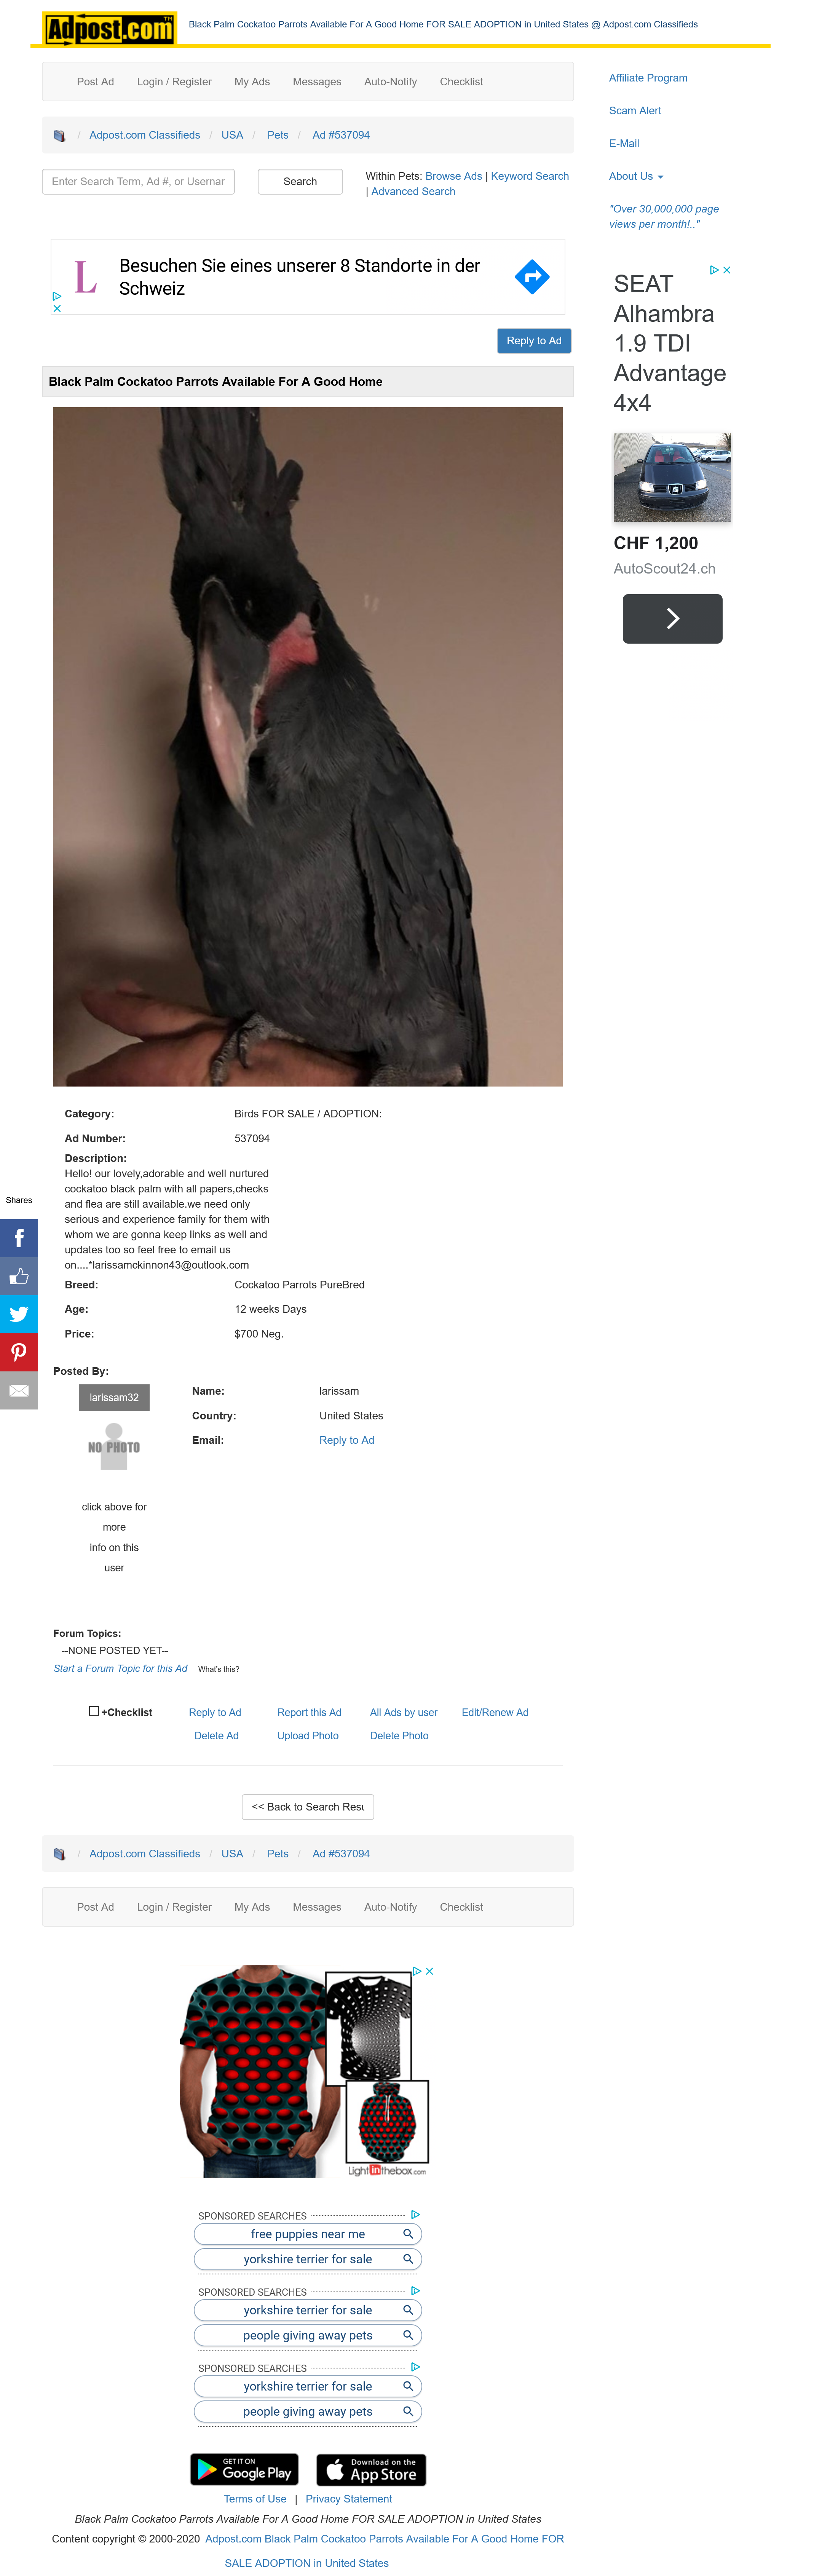 Adpost.com™
Black Palm Cockatoo Parrots Available For A Good Home FOR SALE ADOPTION in United States @ Adpost.com Classifieds
Post Ad Login / Register My Ads Messages Auto-Notify Checklist
Affiliate Program
Scam Alert
E-Mail
About Us
"Over 30,000,000 page
views per month!.."
/ Adpost.com Classifieds / USA / Pets / Ad #537094
Enter Search Term, Ad #, or Usernar
Search
Within Pets: Browse Ads | Keyword Search
| Advanced Search
L
Besuchen Sie eines unserer 8 Standorte in der
Schweiz
SEAT
Alhambra
1.9 TDI
Advantage
4x4
CHF 1,200
AutoScout24.ch
Reply to Ad
Black Palm Cockatoo Parrots Available For A Good Home
Category: Birds FOR SALE / ADOPTION:
Ad Number: 537094
Description:
Hello! our lovely,adorable and well nurtured
cockatoo black palm with all papers,checks
and flea are still available.we need only
serious and experience family for them with
whom we are gonna keep links as well and
updates too so feel free to email us
on....*larissamckinnon43@outlook.com
Shares
Breed: Cockatoo Parrots PureBred
Age: 12 weeks Days
Price: $700 Neg.
Posted By:
larissam32
NO PHOTO
click above for
more
info on this
user
Name: larissam
Country: United States
Email: Reply to Ad
Forum Topics:
--NONE POSTED YET--
Start a Forum Topic for this Ad What's this?
+Checklist Reply to Ad Report this Ad All Ads by user Edit/Renew Ad
Delete Ad Upload Photo Delete Photo
<< Back to Search Resu
/ Adpost.com Classifieds / USA / Pets / Ad #537094
Post Ad Login / Register My Ads Messages Auto-Notify Checklist
Lightinthebox.com
SPONSORED SEARCHES
free puppies near me
yorkshire terrier for sale
SPONSORED SEARCHES
yorkshire terrier for sale
people giving away pets
SPONSORED SEARCHES
yorkshire terrier for sale
people giving away pets
GET IT ON
Google Play
Download on the
App Store
Terms of Use | Privacy Statement
Black Palm Cockatoo Parrots Available For A Good Home FOR SALE ADOPTION in United States
Content copyright © 2000-2020 Adpost.com Black Palm Cockatoo Parrots Available For A Good Home FOR
SALE ADOPTION in United States